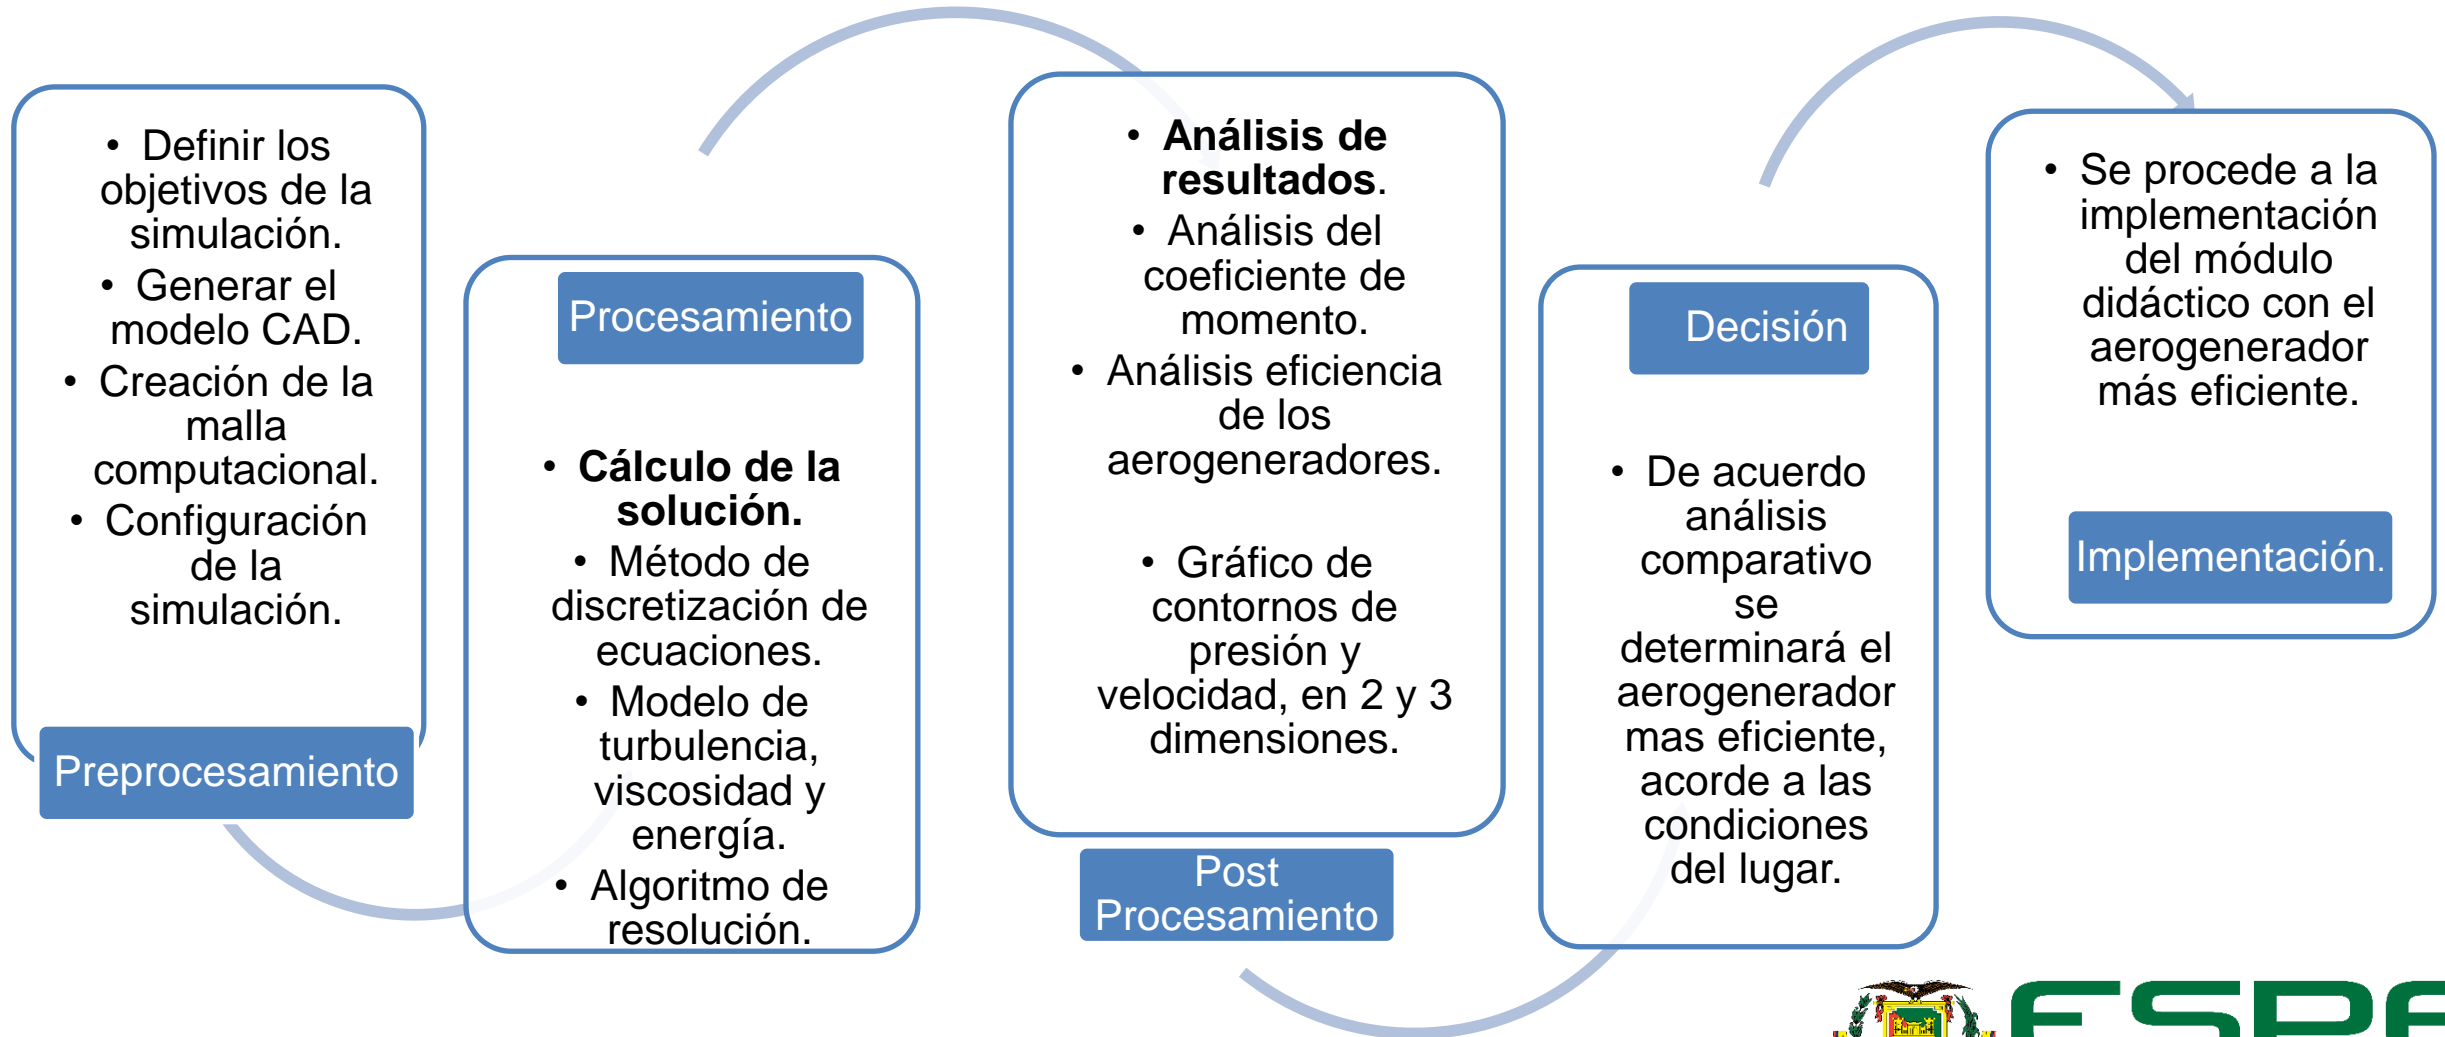 • Definir los
objetivos de la
simulación.
• Generar el
modelo CAD.
• Creación de la
malla
computacional.
• Configuración
de la
simulación.
Preprocesamiento
Procesamiento
• Cálculo de la
solución.
• Método de
discretización de
ecuaciones.
• Modelo de
turbulencia,
viscosidad y
energía.
• Algoritmo de
resolución.
• Análisis de
resultados.
• Análisis del
coeficiente de
momento.
• Análisis eficiencia
de los
aerogeneradores.
• Gráfico de
contornos de
presión y
velocidad, en 2 y 3
dimensiones.
Post
Procesamiento
Decisión
• De acuerdo
análisis
comparativo
se
determinará el
aerogenerador
mas eficiente,
acorde a las
condiciones
del lugar.
• Se procede a la
implementación
del módulo
didáctico con el
aerogenerador
más eficiente.
Implementación.
ESPE